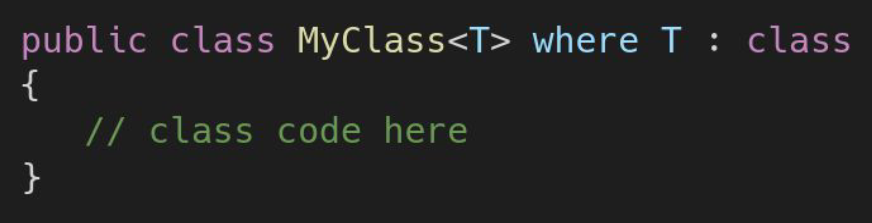 public class MyClass<T> where T : class
{
   // class code here
}